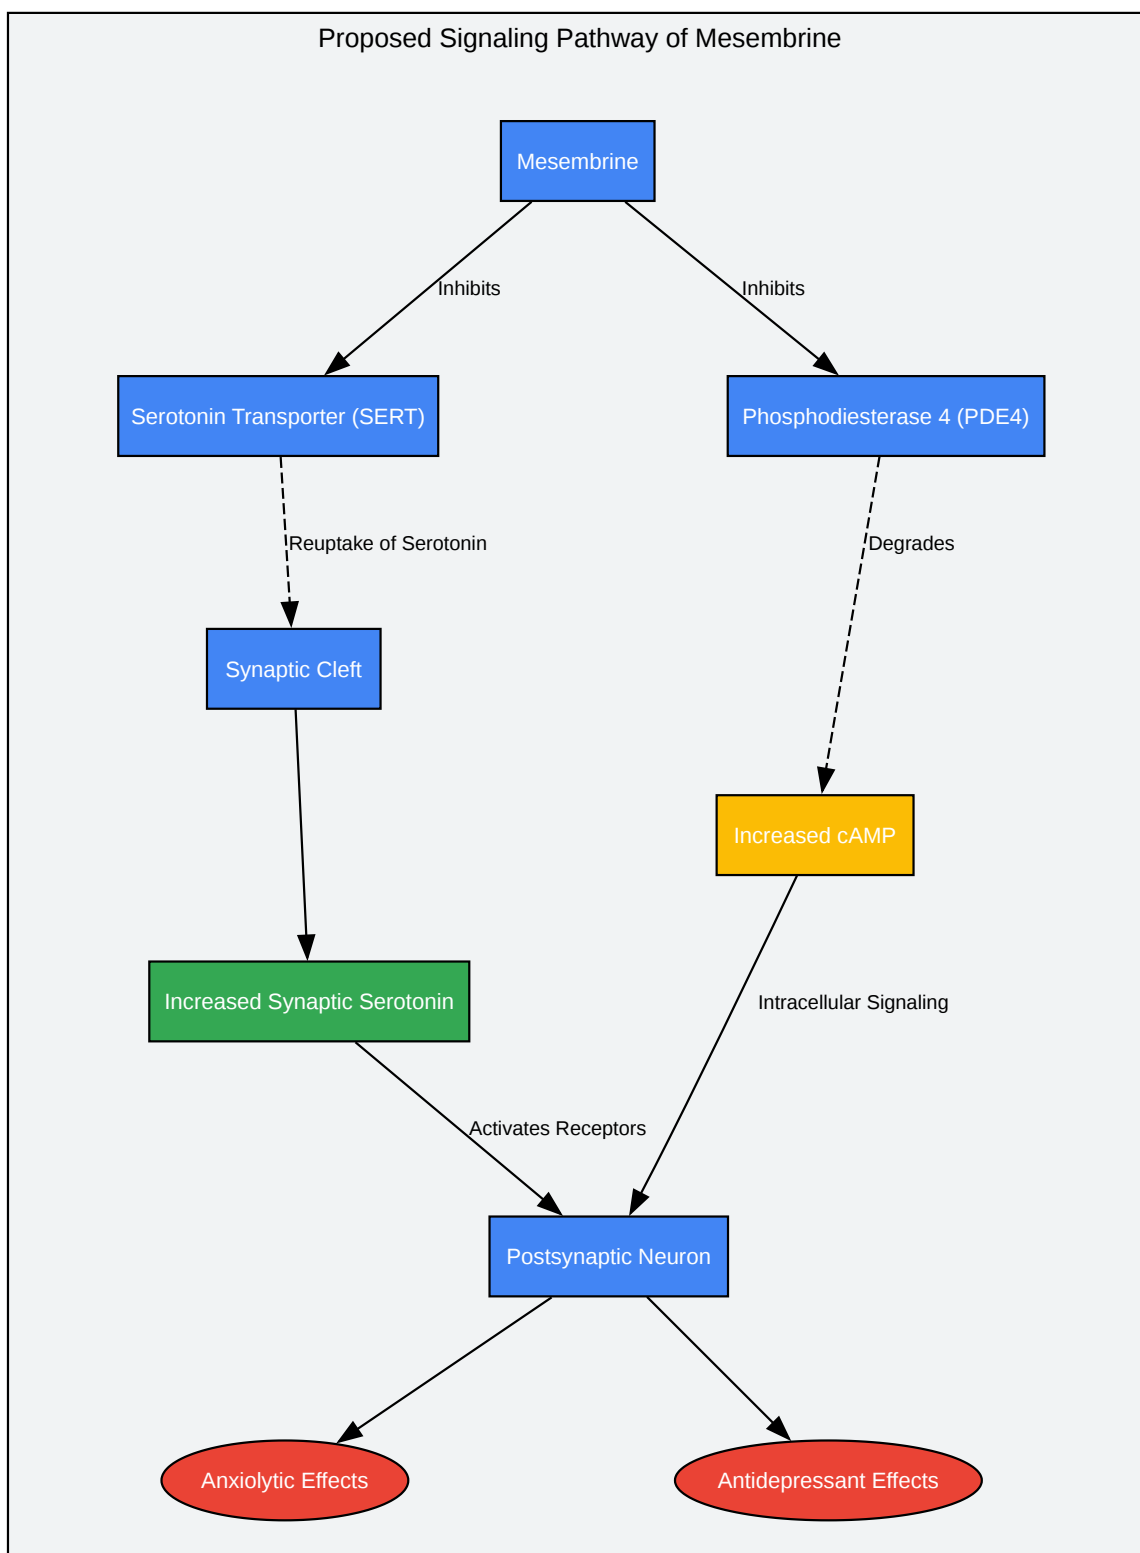 Proposed Signaling Pathway of Mesembrine
Mesembrine
Inhibits
Inhibits
Serotonin Transporter (SERT)
Phosphodiesterase 4 (PDE4)
Reuptake of Serotonin
Degrades
Synaptic Cleft
Increased cAMP
Increased Synaptic Serotonin
Intracellular Signaling
Activates Receptors
Postsynaptic Neuron
Anxiolytic Effects
Antidepressant Effects